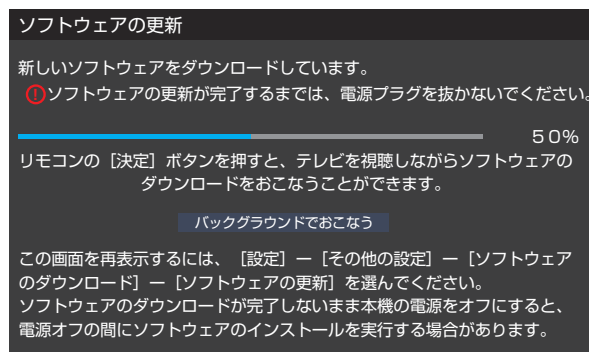 ソフトウェアの更新
新しいソフトウェアをダウンロードしています。
!ソフトウェアの更新が完了するまでは、電源プラグを抜かないでください。
50%
リモコンの［決定］ボタンを押すと、テレビを視聴しながらソフトウェアの
ダウンロードをおこなうことができます。
バックグラウンドでおこなう
この画面を再表示するには、［設定］ー［その他の設定］ー［ソフトウェア
のダウンロード］ー［ソフトウェアの更新］を選んでください。
ソフトウェアのダウンロードが完了しないまま本機の電源をオフにすると、
電源オフの間にソフトウェアのインストールを実行する場合があります。